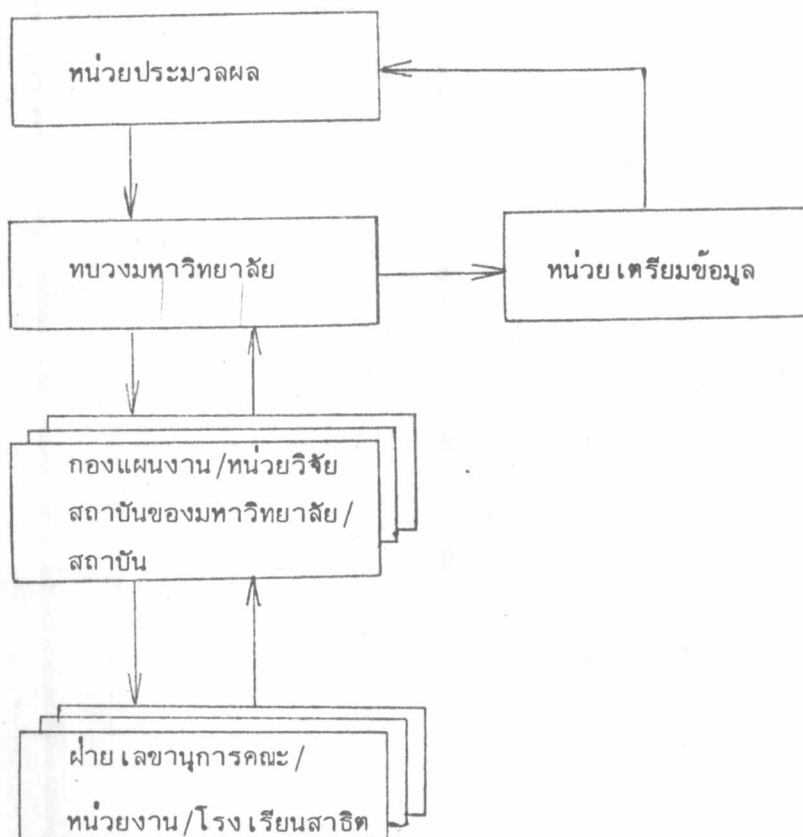 หน่วยประมวลผล
ทบวงมหาวิทยาลัย
หน่วยเตรียมข้อมูล
กองแผนงาน/หน่วยวิจัย
สถาบันของมหาวิทยาลัย/
สถาบัน
ฝ่ายเลขานุการคณะ/
หน่วยงาน/โรงเรียนสาธิต